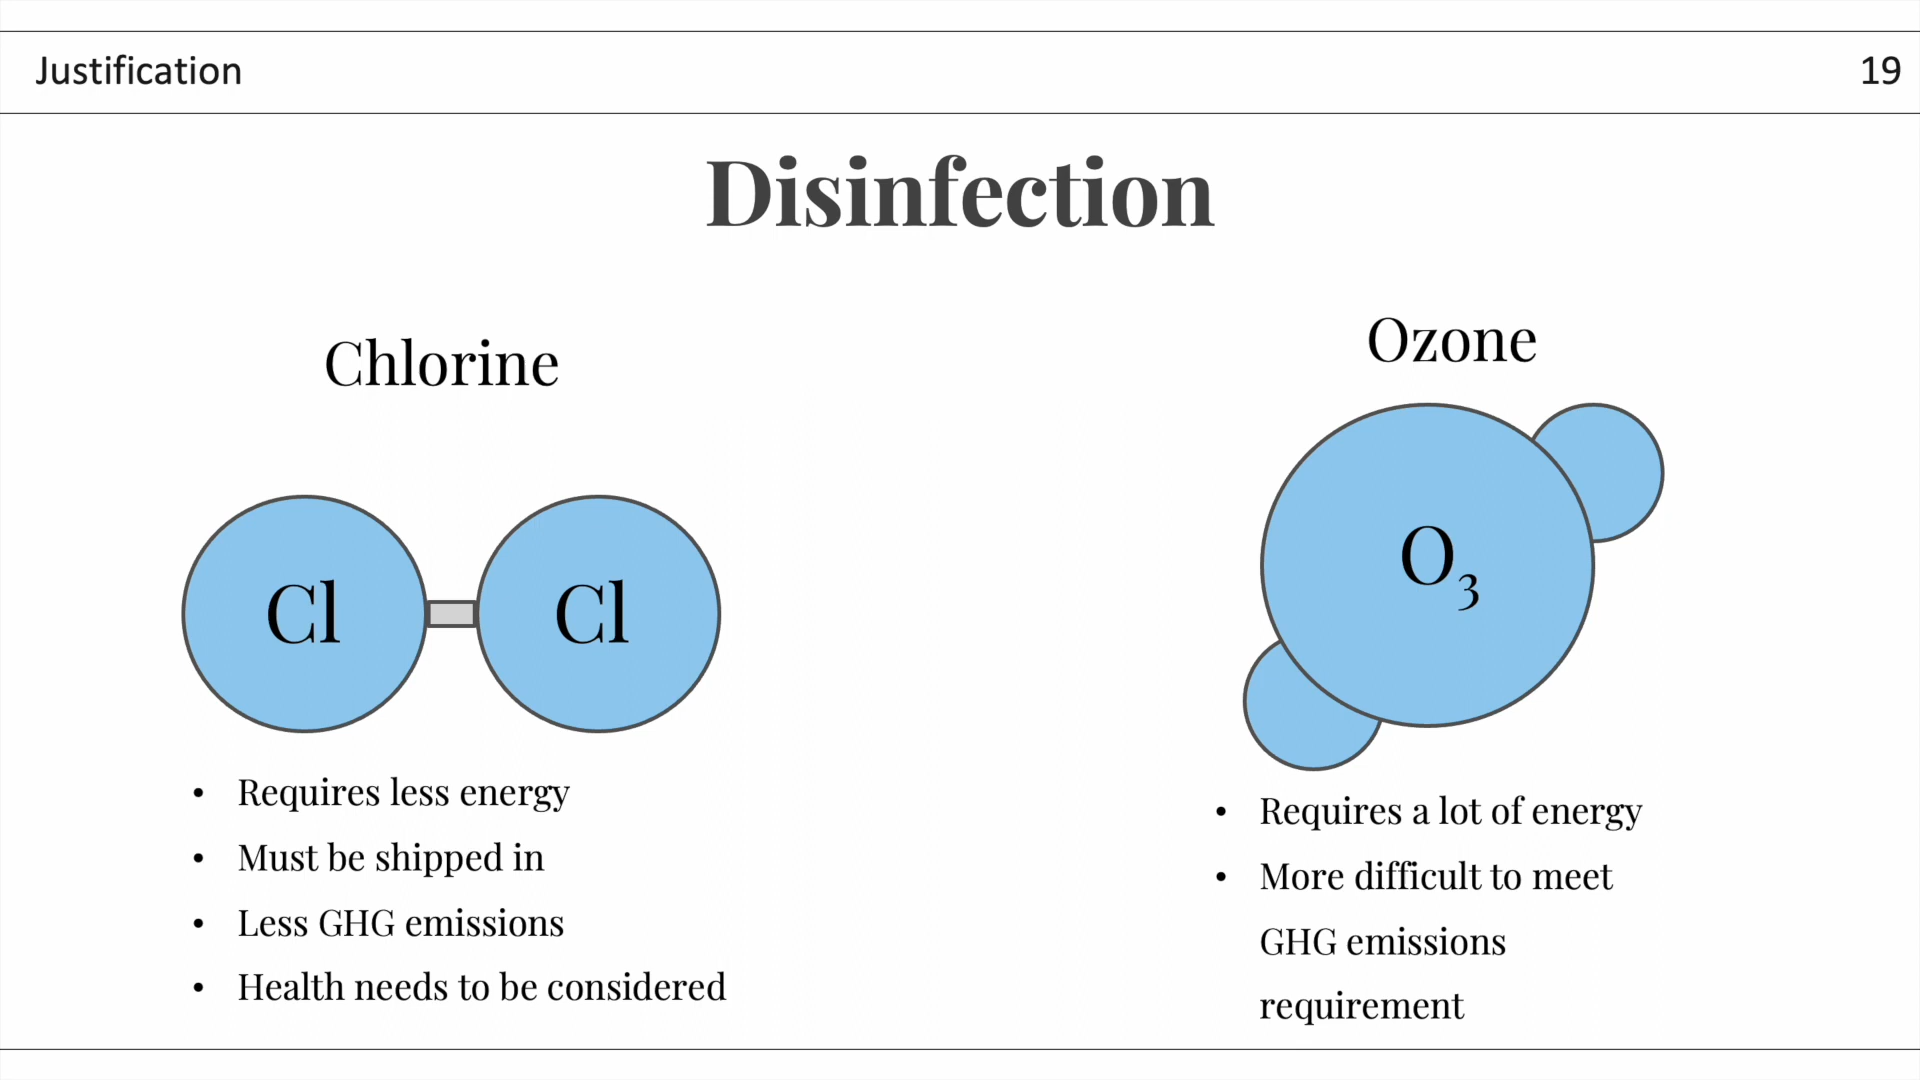 Justification
19
Disinfection
Chlorine
Cl
Cl
• Requires less energy
• Must be shipped in
• Less GHG emissions
• Health needs to be considered
Ozone
O₃
• Requires a lot of energy
• More difficult to meet
GHG emissions
requirement